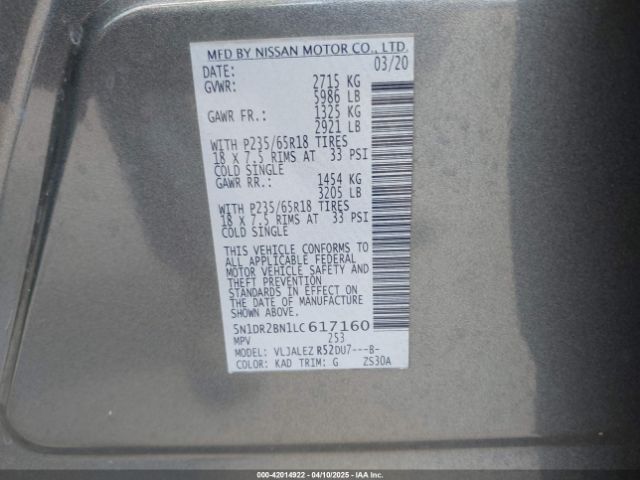 MFD BY NISSAN MOTOR CO., LTD.
DATE: 03/20
GVWR: 2715 KG
5986 LB
GAWR FR.: 1325 KG
2921 LB
WITH P235/65R18 TIRES
18 X 7.5 RIMS AT 33 PSI
COLD SINGLE
GAWR RR.: 1454 KG
3205 LB
WITH P235/65R18 TIRES
18 X 7.5 RIMS AT 33 PSI
COLD SINGLE
THIS VEHICLE CONFORMS TO
ALL APPLICABLE FEDERAL
MOTOR VEHICLE SAFETY AND
THEFT PREVENTION
STANDARDS IN EFFECT ON
THE DATE OF MANUFACTURE
SHOWN ABOVE.
5N1DR2BN1LC617160
MPV 253
MODEL: VLJALEZ R52DU7---B-
COLOR: KAD TRIM: G ZS30A
000-42014922 - 04/10/2025 - IAAI, Inc.